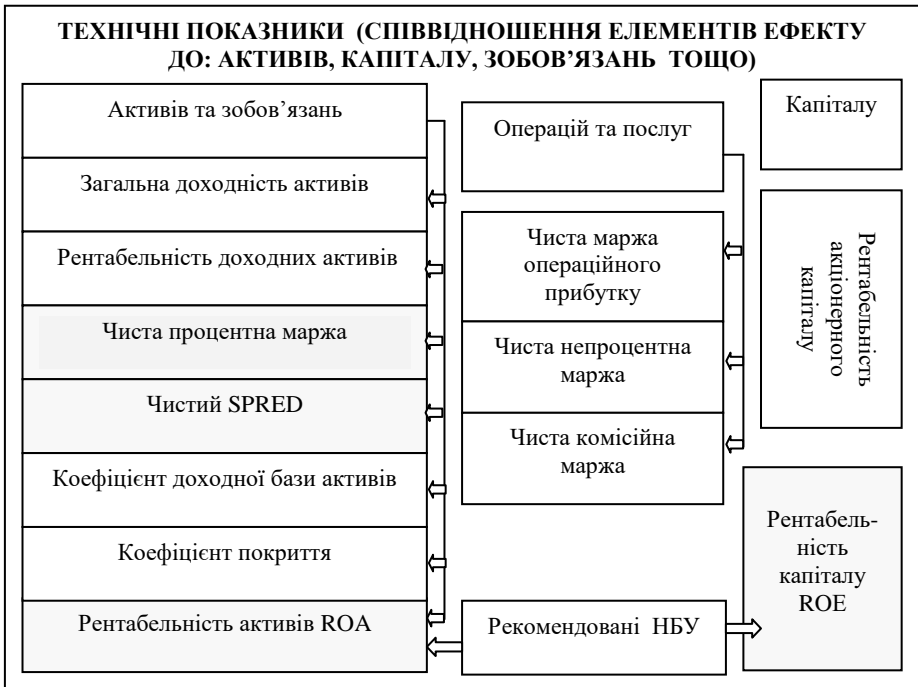 ТЕХНІЧНІ ПОКАЗНИКИ (СПІВВІДНОШЕННЯ ЕЛЕМЕНТІВ ЕФЕКТУ
ДО: АКТИВІВ, КАПІТАЛУ, ЗОБОВ’ЯЗАНЬ ТОЩО)
Активів та зобов’язань
Загальна доходність активів
Рентабельність доходних активів
Чиста процентна маржа
Чистий SPRED
Коефіцієнт доходної бази активів
Коефіцієнт покриття
Рентабельність активів ROA
Операцій та послуг
Чиста маржа
операційного
прибутку
Чиста непроцентна
маржа
Чиста комісійна
маржа
Рекомендовані НБУ
Капіталу
Рентабельність
акціонерного
капіталу
Рентабель-
ність
капіталу
ROE